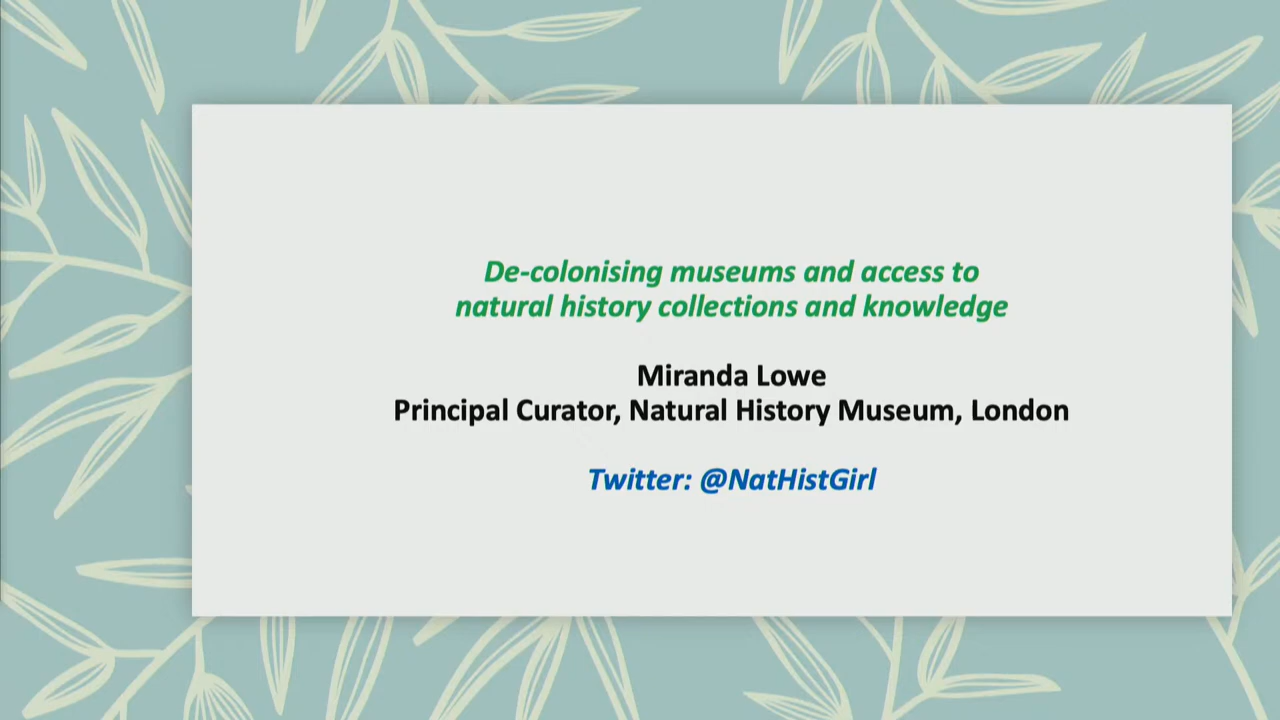 De-colonising museums and access to
natural history collections and knowledge
Miranda Lowe
Principal Curator, Natural History Museum, London
Twitter: @NatHistGirl